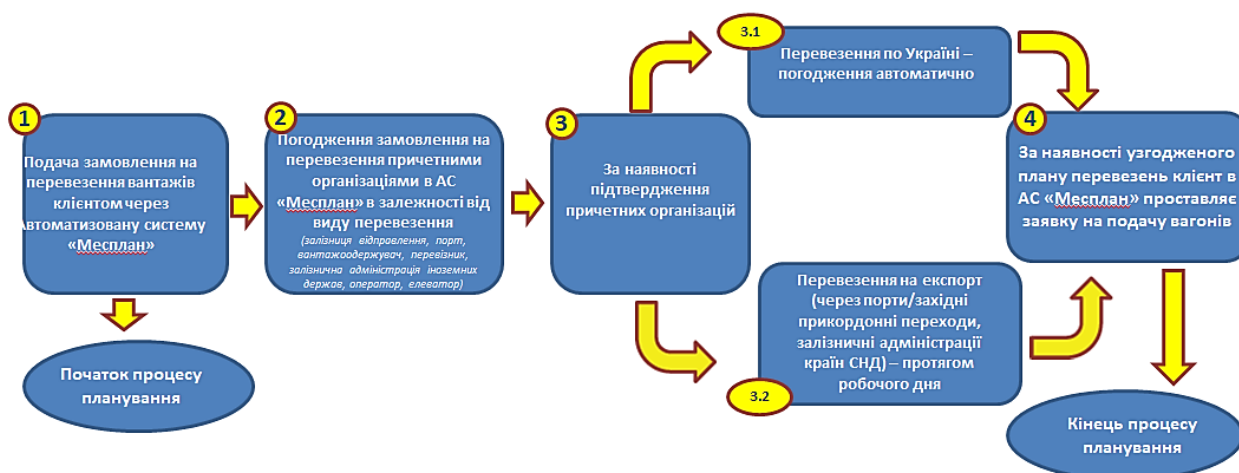 1
Подача замовлення на
перевезення вантажів
клієнтом через
Автоматизовану систему
«Месплан»
Початок процесу
планування
2
Погодження замовлення на
перевезення причетними
організаціями в АС
«Месплан» в залежності від
виду перевезення
(залізниця відправлення, порт,
вантажоодержувач, перевізник,
залізнична адміністрація іноземних
держав, оператор, елеватор)
3
За наявності
підтвердження
причетних організацій
3.1
Перевезення по Україні –
погодження автоматично
Перевезення на експорт
(через порти/західні
прикордонні переходи,
залізничні адміністрації
країн СНД) – протягом
робочого дня
3.2
4
За наявності узгодженого
плану перевезень клієнт в
АС «Месплан» проставляє
заявку на подачу вагонів
Кінець процесу
планування